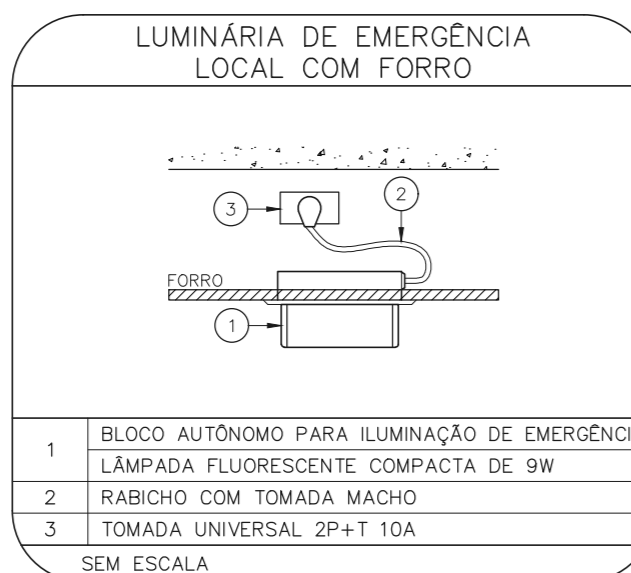 LUMINÁRIA DE EMERGÊNCIA
LOCAL COM FORRO
3
2
FORRO
1
1
BLOCO AUTÔNOMO PARA ILUMINAÇÃO DE EMERGÊNCI
LÂMPADA FLUORESCENTE COMPACTA DE 9W
2 RABICHO COM TOMADA MACHO
3 TOMADA UNIVERSAL 2P+T 10A
SEM ESCALA